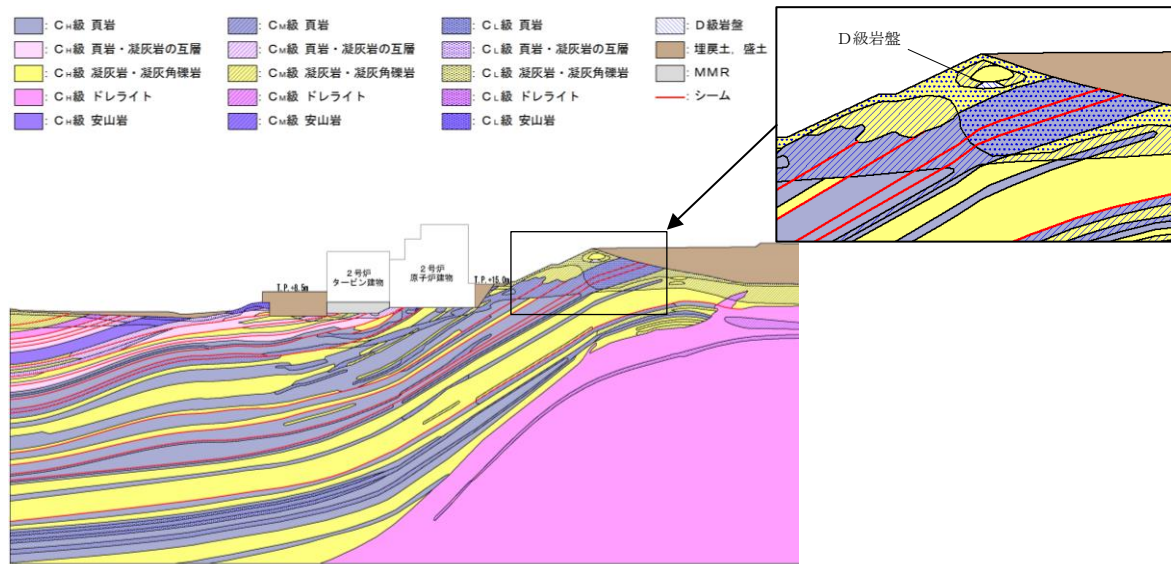 ：ＣH級 頁岩
：ＣM級 頁岩
：ＣL級 頁岩
：Ｄ級岩盤
：ＣH級 頁岩・凝灰岩の互層
：ＣM級 頁岩・凝灰岩の互層
：ＣL級 頁岩・凝灰岩の互層
：埋戻土，盛土
：ＣH級 凝灰岩・凝灰角礫岩
：ＣM級 凝灰岩・凝灰角礫岩
：ＣL級 凝灰岩・凝灰角礫岩
：ＭＭＲ
：ＣH級 ドレライト
：ＣM級 ドレライト
：ＣL級 ドレライト
：シーム
：ＣH級 安山岩
：ＣM級 安山岩
：ＣL級 安山岩
Ｄ級岩盤
２号炉
タービン建物
２号炉
原子炉建物
T.P.+8.5m
T.P.+15.0m